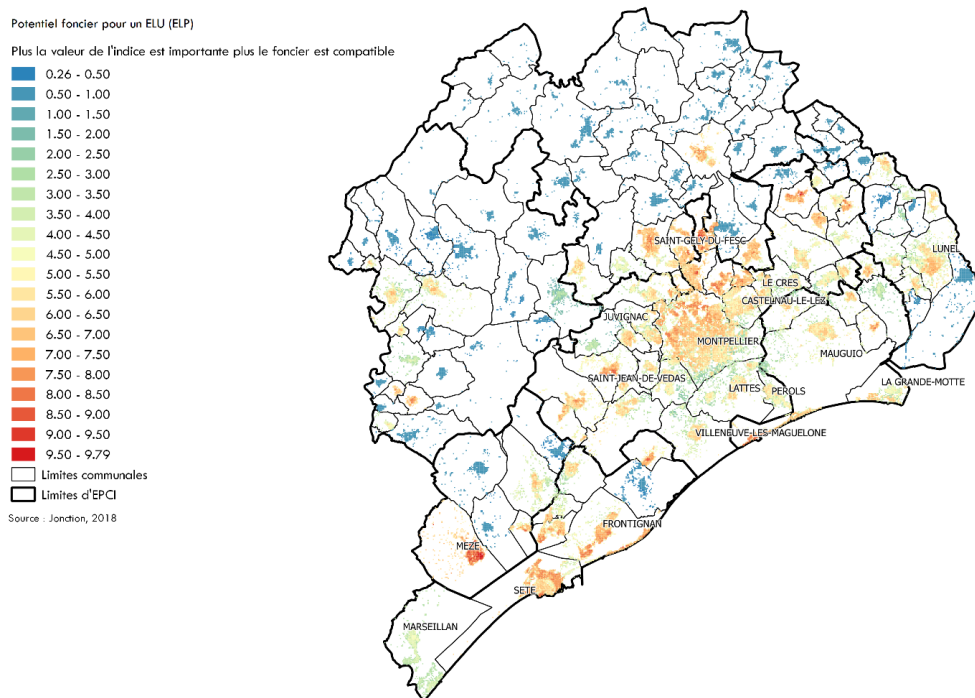 Potentiel foncier pour un ELU (ELP)
Plus la valeur de l'indice est importante plus le foncier est compatible
0.26 - 0.50
0.50 - 1.00
1.00 - 1.50
1.50 - 2.00
2.00 - 2.50
2.50 - 3.00
3.00 - 3.50
3.50 - 4.00
4.00 - 4.50
4.50 - 5.00
5.00 - 5.50
5.50 - 6.00
6.00 - 6.50
6.50 - 7.00
7.00 - 7.50
7.50 - 8.00
8.00 - 8.50
8.50 - 9.00
9.00 - 9.50
9.50 - 9.79
Limites communales
Limites d'EPCI
Source : Jonction, 2018
SAINT-GELY-DU-FESC
LUNEL
LE CRES
CASTELNAU-LE-LEZ
JUVIGNAC
MONTPELLIER
MAUGUIO
SAINT-JEAN-DE-VEDAS
LA GRANDE-MOTTE
LATTES
PEROLS
VILLENEUVE-LES-MAGUELONE
FRONTIGNAN
MEZE
SETE
MARSEILLAN